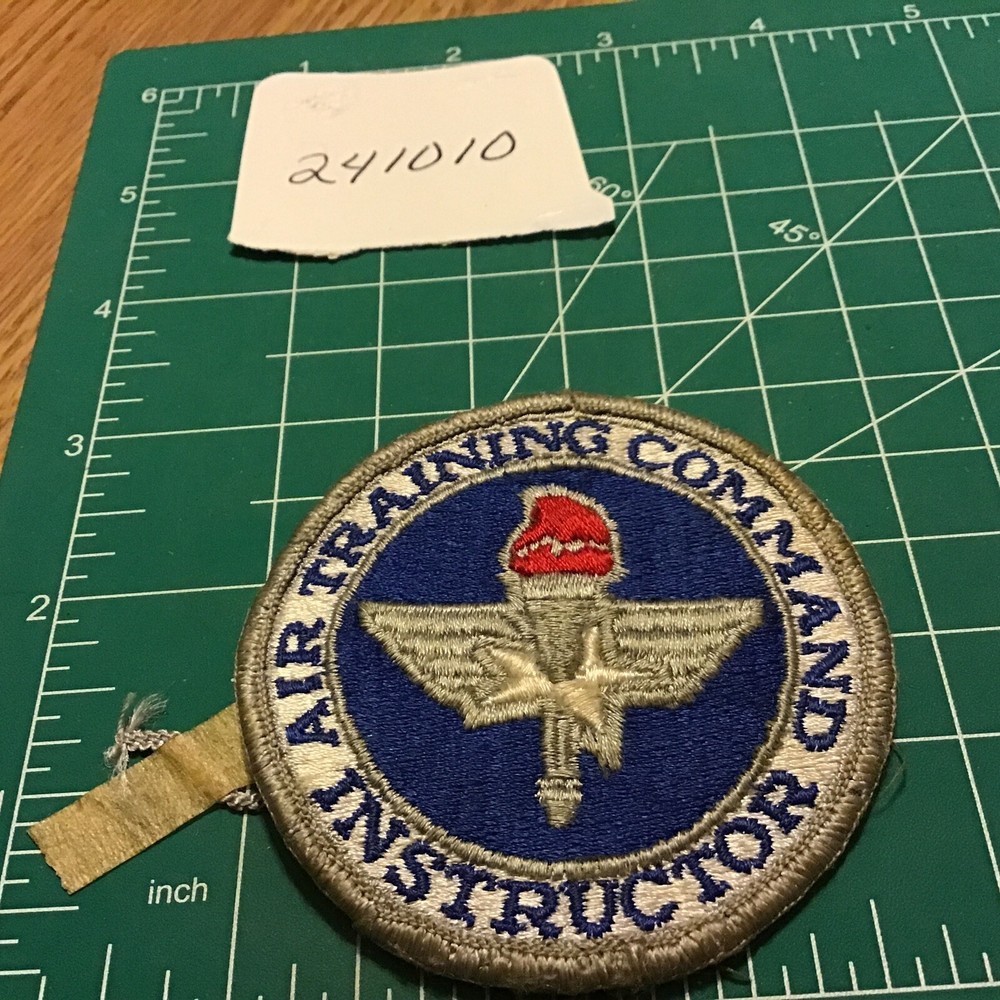 1 2 3 4 5
6
241010
5
60°
45°
4
3
2
AIR TRAINING COMMAND
INSTRUCTOR
inch